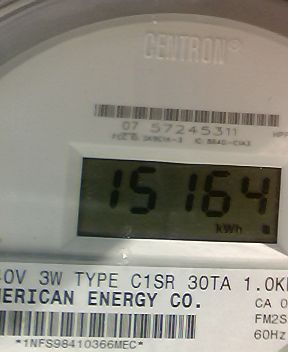 CENTRON®
07 57245311
15164
kWh
0V 3W TYPE C1SR 30TA 1.0K
MERICAN ENERGY CO.
CA 0
FM2S
60Hz
*1NFS98410366MEC*